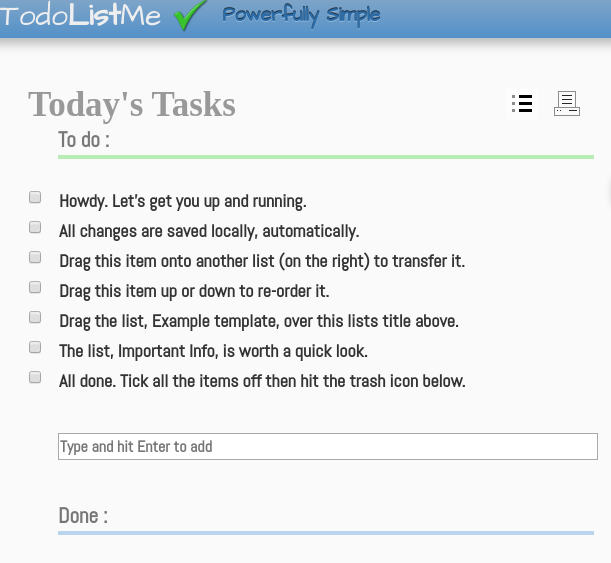 TodoListMe Powerfully Simple
Today's Tasks
To do :
Howdy. Let's get you up and running.
All changes are saved locally, automatically.
Drag this item onto another list (on the right) to transfer it.
Drag this item up or down to re-order it.
Drag the list, Example template, over this lists title above.
The list, Important Info, is worth a quick look.
All done. Tick all the items off then hit the trash icon below.
Type and hit Enter to add
Done :